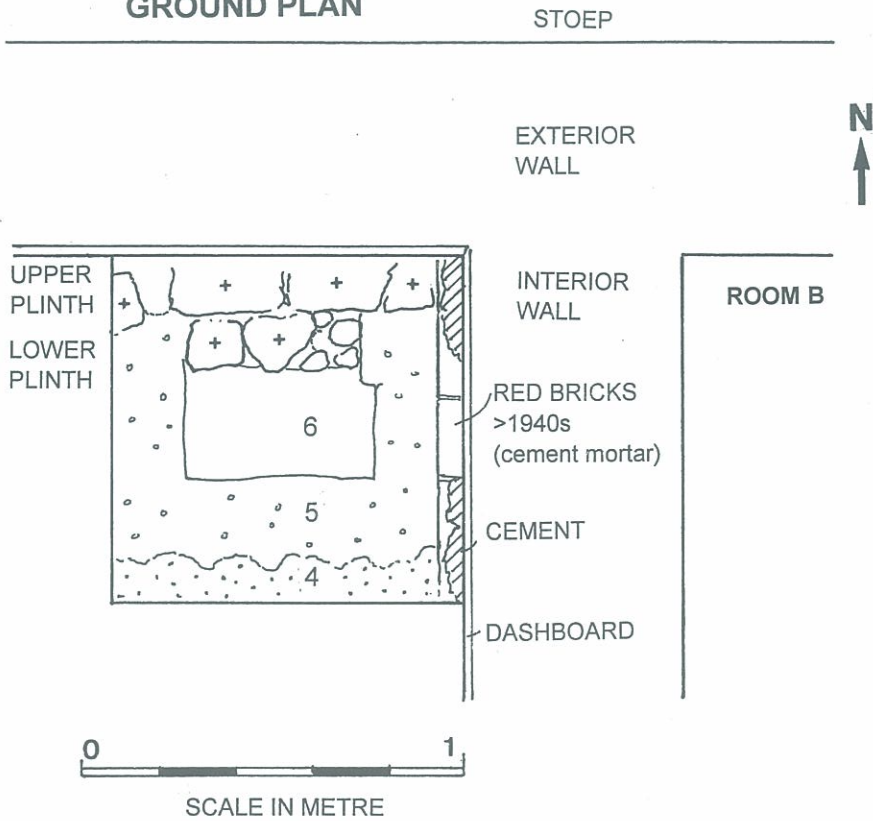 GROUND PLAN
STOEP
N
EXTERIOR
WALL
UPPER
PLINTH
LOWER
PLINTH
INTERIOR
WALL
ROOM B
RED BRICKS
>1940s
(cement mortar)
6
5
4
CEMENT
DASHBOARD
0 1
SCALE IN METRE